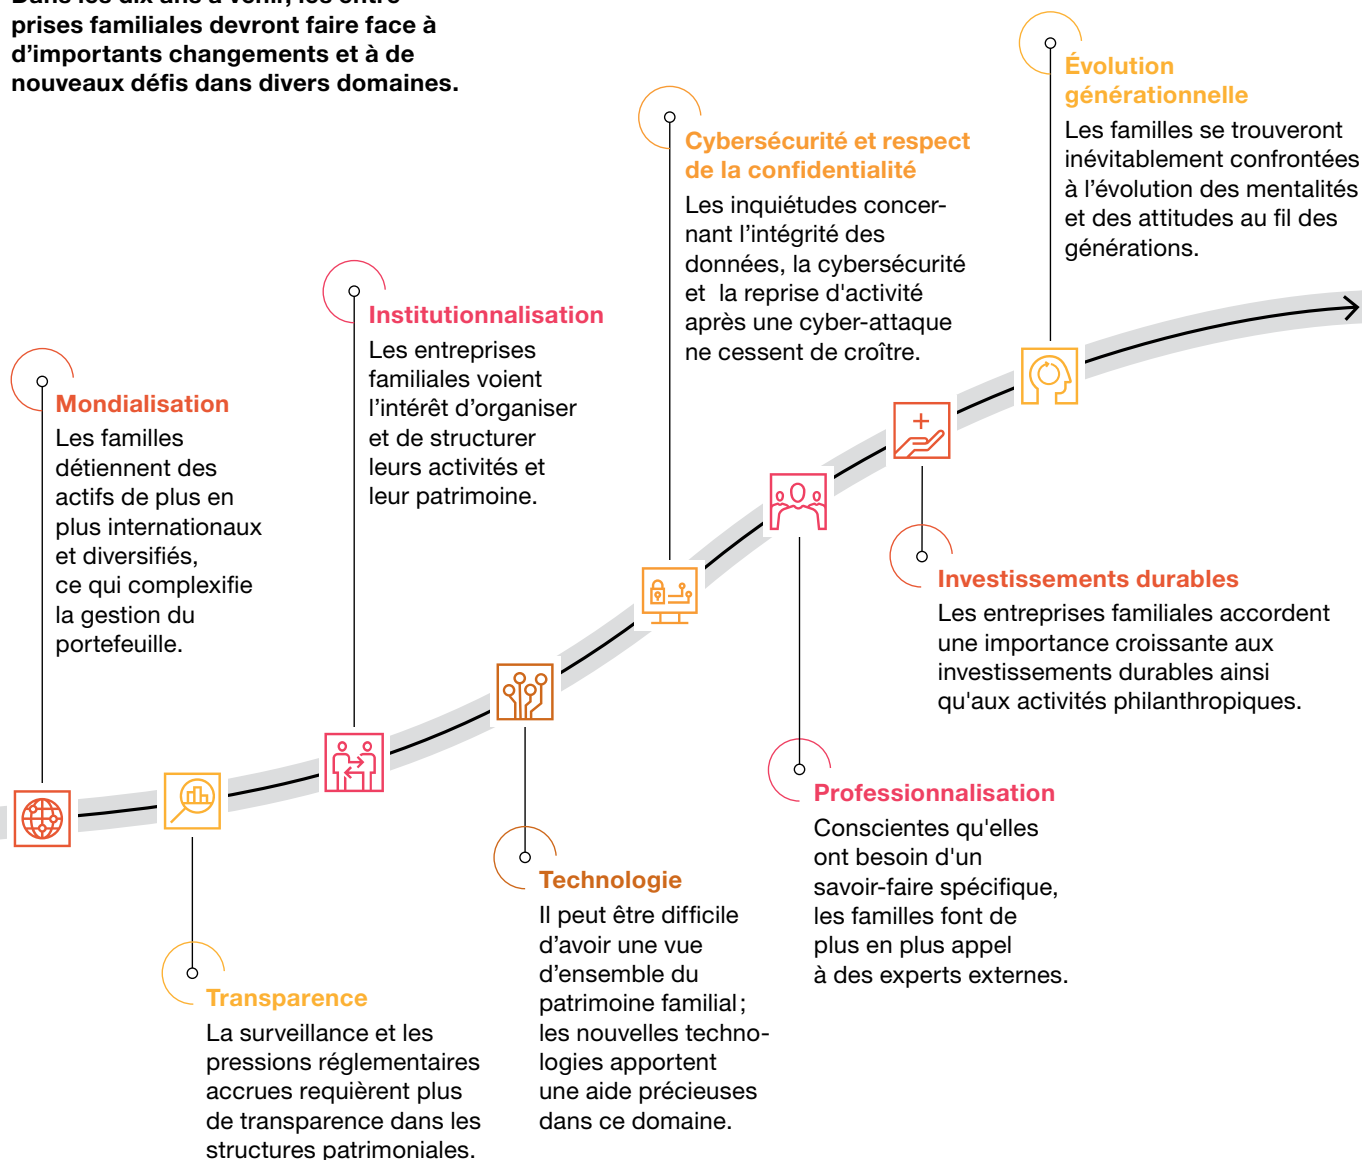 Dans les dix ans à venir, les entre-
prises familiales devront faire face à
d’importants changements et à de
nouveaux défis dans divers domaines.
Mondialisation
Les familles
détiennent des
actifs de plus en
plus internationaux
et diversifiés,
ce qui complexifie
la gestion du
portefeuille.
Transparence
La surveillance et les
pressions réglementaires
accrues requièrent plus
de transparence dans les
structures patrimoniales.
Institutionnalisation
Les entreprises
familiales voient
l’intérêt d’organiser
et de structurer
leurs activités et
leur patrimoine.
Technologie
Il peut être difficile
d’avoir une vue
d’ensemble du
patrimoine familial ;
les nouvelles techno-
logies apportent
une aide précieuses
dans ce domaine.
Cybersécurité et respect
de la confidentialité
Les inquiétudes concer-
nant l’intégrité des
données, la cybersécurité
et la reprise d'activité
après une cyber-attaque
ne cessent de croître.
Professionnalisation
Conscientes qu'elles
ont besoin d'un
savoir-faire spécifique,
les familles font de
plus en plus appel
à des experts externes.
Investissements durables
Les entreprises familiales accordent
une importance croissante aux
investissements durables ainsi
qu'aux activités philanthropiques.
Évolution
générationnelle
Les familles se trouveront
inévitablement confrontées
à l’évolution des mentalités
et des attitudes au fil des
générations.